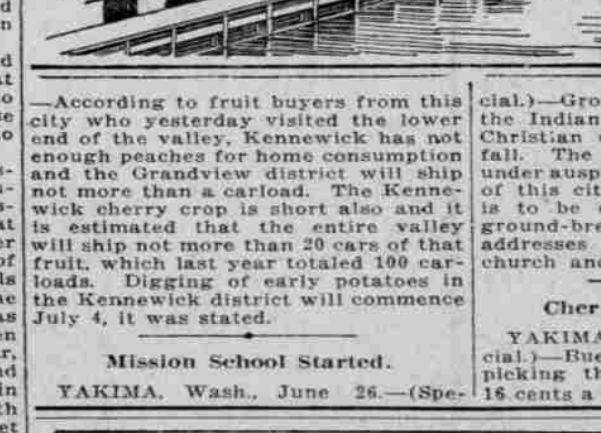 —According to fruit buyers from this
city who yesterday visited the lower
end of the valley, Kennewick has not
enough peaches for home consumption
and the Grandview district will ship
not more than a carload. The Kenne-
wick cherry crop is short also and it
is estimated that the entire valley
will ship not more than 20 cars of that
fruit, which last year totaled 100 car-
loads. Digging of early potatoes in
the Kennewick district will commence
July 4, it was stated.
Mission School Started.
YAKIMA, Wash., June 26.—(Spe-
cial.)—Gro
the Indian
Christian
fall. The
under ausp
of this cit
is to be
ground-bre
addresses
church and
Cher
YAKIMA
cial.)—Bue
picking th
16 cents a